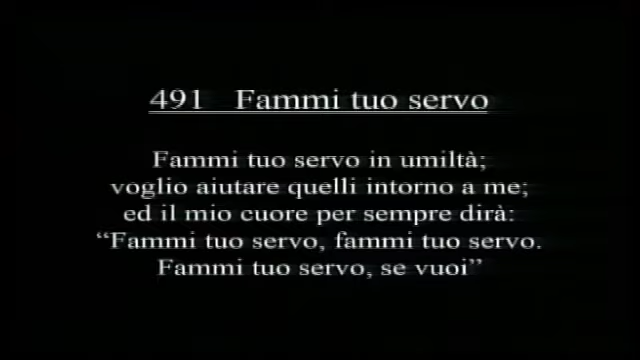 491 Fammi tuo servo
Fammi tuo servo in umiltà;
voglio aiutare quelli intorno a me;
ed il mio cuore per sempre dirà:
“Fammi tuo servo, fammi tuo servo.
Fammi tuo servo, se vuoi”